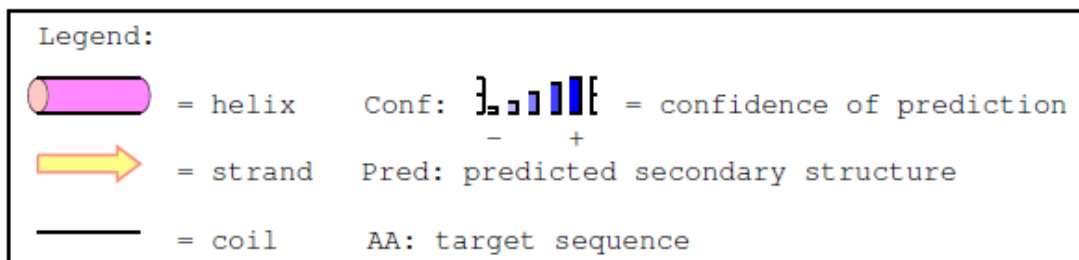 Legend:
= helix Conf: = confidence of prediction
- +
= strand Pred: predicted secondary structure
= coil AA: target sequence